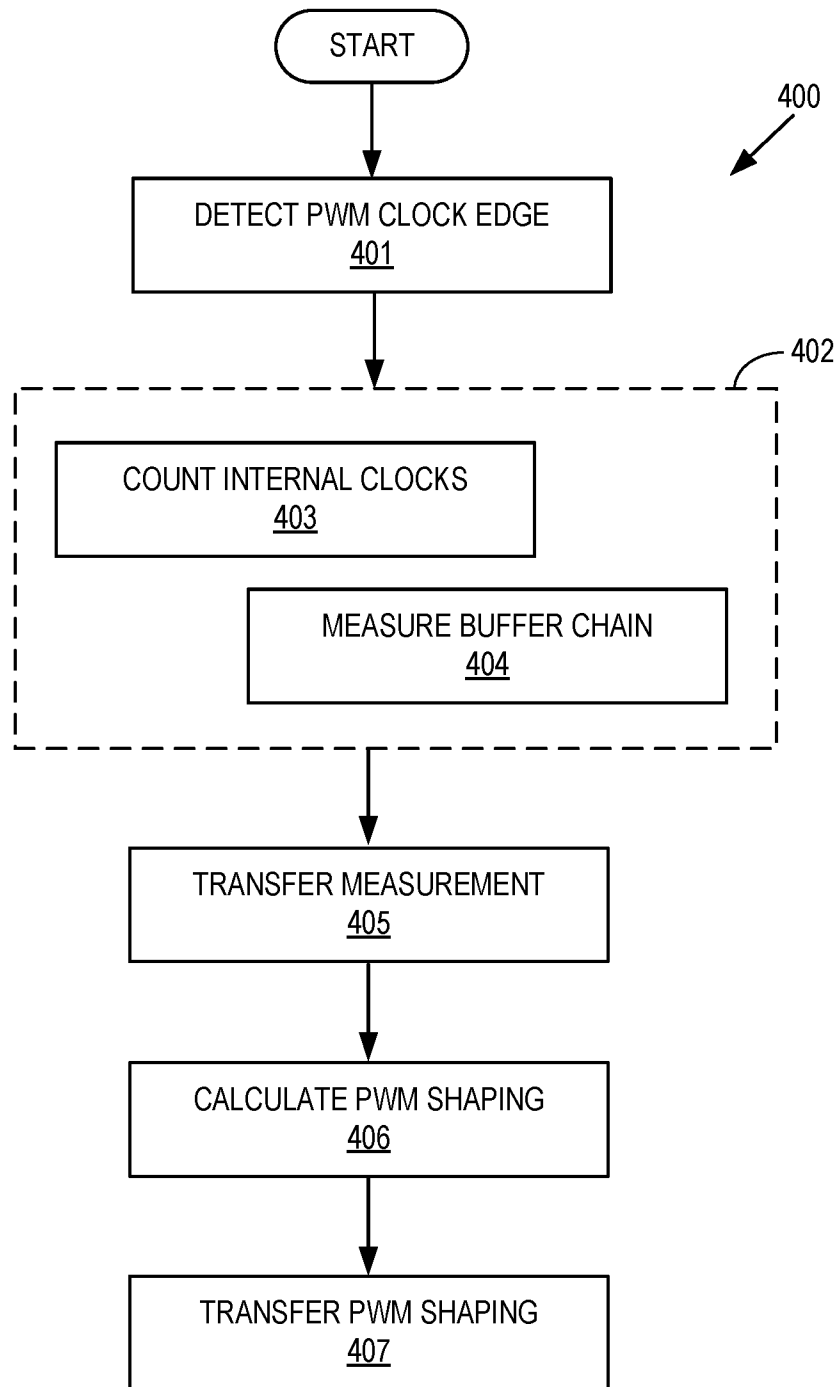 START
400
DETECT PWM CLOCK EDGE
401
402
COUNT INTERNAL CLOCKS
403
MEASURE BUFFER CHAIN
404
TRANSFER MEASUREMENT
405
CALCULATE PWM SHAPING
406
TRANSFER PWM SHAPING
407